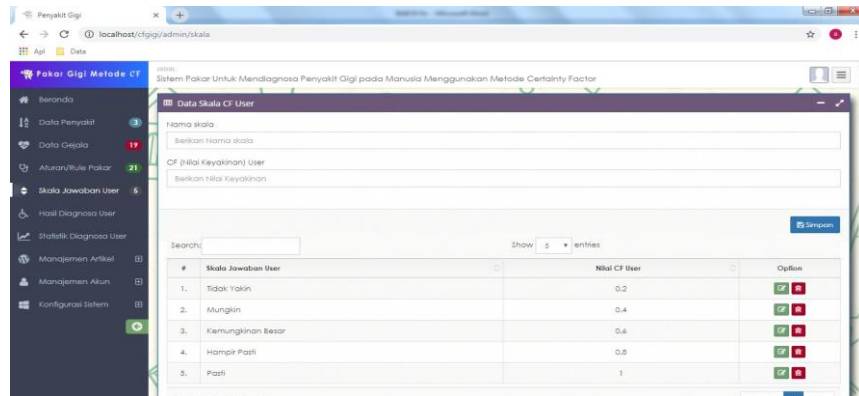 Penyakit Gigi
localhost/cfgigi/admin/skala
Apl Data
Pakar Gigi Metode CF
Sistem Pakar Untuk Mendiagnosa Penyakit Gigi pada Manusia Menggunakan Metode Certainty Factor
Beranda
Data Penyakit 3
Data Gejala 19
Aturan/Rule Pakar 21
Skala Jawaban User 5
Hasil Diagnosa User
Statistik Diagnosa User
Manajemen Artikel
Manajemen Akun
Konfigurasi Sistem
Data Skala CF User
Nama skala
Berikan Nama skala
CF (Nilai Keyakinan) User
Berikan Nilai Keyakinan
Simpan
Search: Show 5 entries
# Skala Jawaban User Nilai CF User Option
1. Tidak Yakin 0.2
2. Mungkin 0.4
3. Kemungkinan Besar 0.6
4. Hampir Pasti 0.8
5. Pasti 1